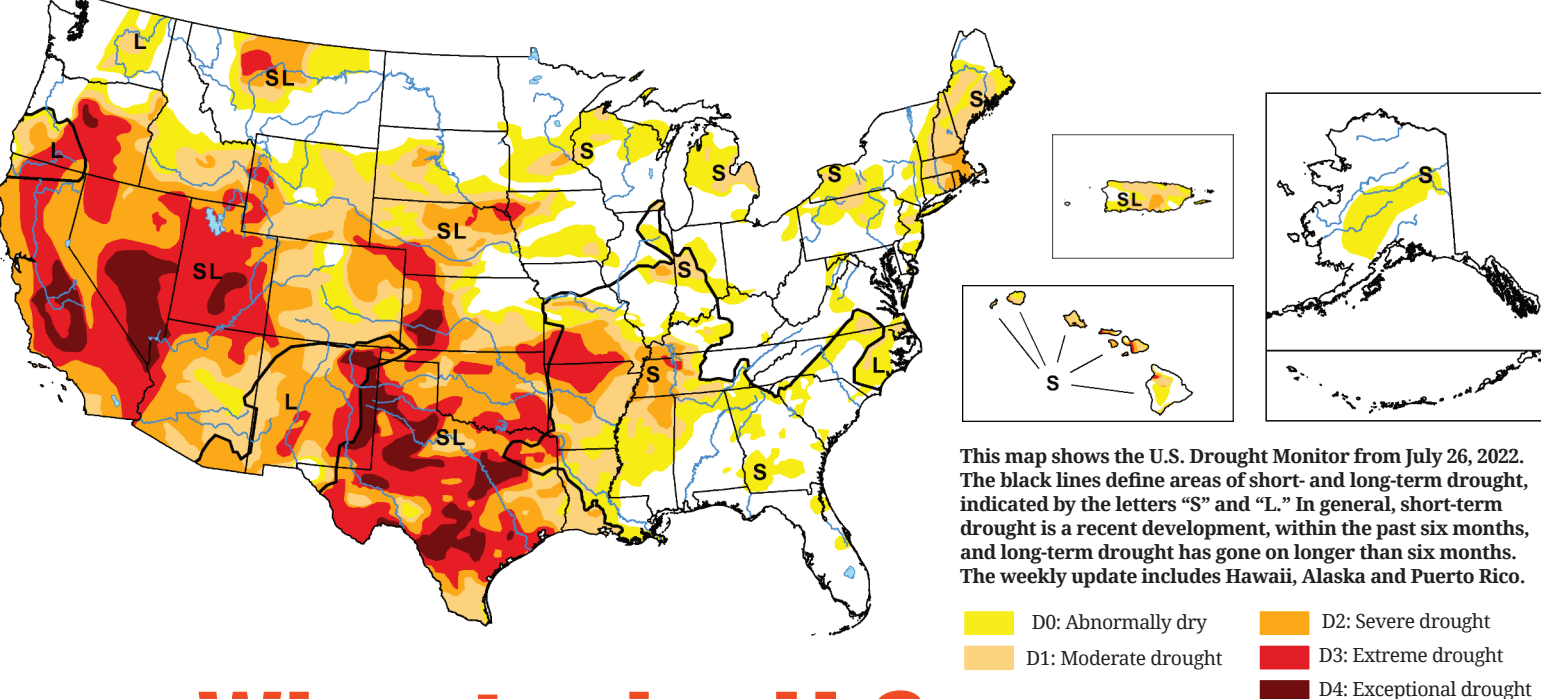 L
SL
S
S
S
S
L
SL
SL
S
S
S
L
L
SL
S
S
SL
S
S
This map shows the U.S. Drought Monitor from July 26, 2022.
The black lines define areas of short- and long-term drought,
indicated by the letters “S” and “L.” In general, short-term
drought is a recent development, within the past six months,
and long-term drought has gone on longer than six months.
The weekly update includes Hawaii, Alaska and Puerto Rico.
D0: Abnormally dry
D1: Moderate drought
D2: Severe drought
D3: Extreme drought
D4: Exceptional drought